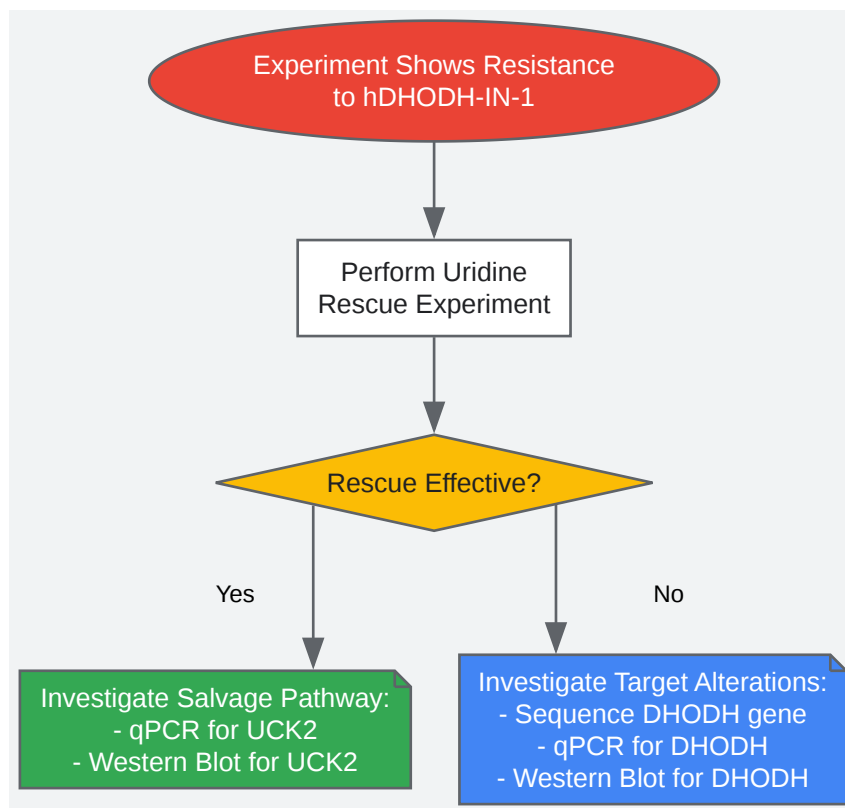 Experiment Shows Resistance
to hDHODH-IN-1
Perform Uridine
Rescue Experiment
Rescue Effective?
Yes
No
Investigate Salvage Pathway:
- qPCR for UCK2
- Western Blot for UCK2
Investigate Target Alterations:
- Sequence DHODH gene
- qPCR for DHODH
- Western Blot for DHODH